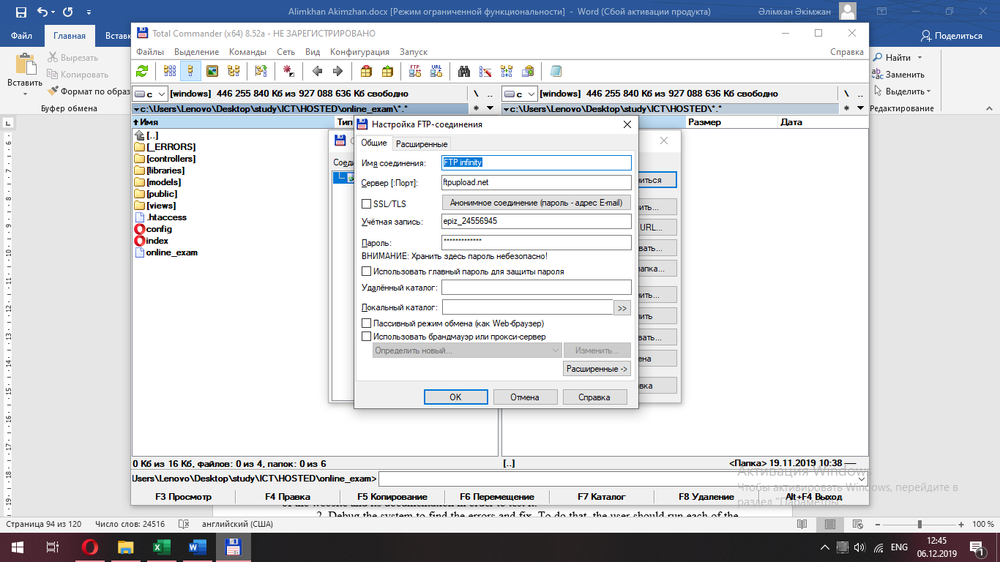 Alimkhan Akimzhan.docx [Режим ограниченной функциональности] - Word (Сбой активации продукта)
Әлімхан Әкімжан
Файл Главная Вставк
Поделиться
Вставить
Вырезать
Копировать
Формат по образ
Буфер обмена
Найти
Заменить
Выделить
Редактирование
Total Commander (x64) 8.52a - НЕ ЗАРЕГИСТРИРОВАНО
Файлы Выделение Команды Сеть Вид Конфигурация Запуск Справка
FTP URL
c [windows] 446 255 840 Кб из 927 088 636 Кб свободно \ ..
c [windows] 446 255 840 Кб из 927 088 636 Кб свободно \ ..
c:\Users\Lenovo\Desktop\study\ICT\HOSTED\online_exam\*.* *
c:\Users\Lenovo\Desktop\study\ICT\HOSTED\*.* *
Имя Тип
Размер Дата
[..]
[_ERRORS]
[controllers]
[libraries]
[models]
[public]
[views]
.htaccess
config
index
online_exam
Соеди
ниться
ить...
URL...
вать...
папка...
нить...
лить
вать...
ена
вка
Настройка FTP-соединения
Общие Расширенные
Имя соединения: FTP infinity
Сервер [:Порт]: ftpupload.net
SSL/TLS Анонимное соединение (пароль - адрес E-mail)
Учётная запись: epiz_24556945
Пароль: *************
ВНИМАНИЕ: Хранить здесь пароль небезопасно!
Использовать главный пароль для защиты пароля
Удалённый каталог:
Локальный каталог: >>
Пассивный режим обмена (как Web-браузер)
Использовать брандмауэр или прокси-сервер
Определить новый... Изменить...
Расширенные ->
OK Отмена Справка
0 Кб из 16 Кб, файлов: 0 из 4, папок: 0 из 6
[..] <Папка> 19.11.2019 10:38 ----
Users\Lenovo\Desktop\study\ICT\HOSTED\online_exam>
F3 Просмотр F4 Правка F5 Копирование F6 Перемещение F7 Каталог F8 Удаление Alt+F4 Выход
Активация Windows
Чтобы активировать Windows, перейдите в
раздел "Параметры".
of the website and its documentation in order to test it.
2. Debug the system to find the errors and fix. To do that, the user should run each of the
Страница 94 из 120 Число слов: 24516 английский (США) 100 %
ENG
12:45
06.12.2019
1